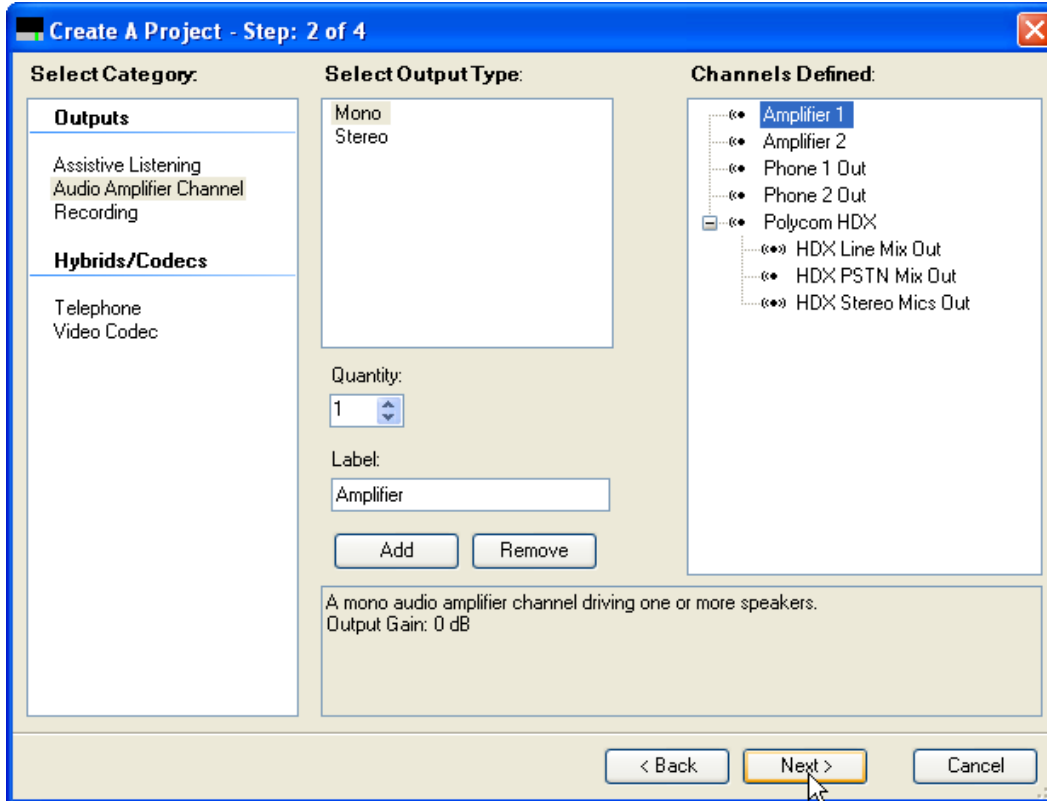 Create A Project - Step: 2 of 4
Select Category:
Outputs
Assistive Listening
Audio Amplifier Channel
Recording
Hybrids/Codecs
Telephone
Video Codec
Select Output Type:
Mono
Stereo
Quantity:
1
Label:
Amplifier
Add
Remove
Channels Defined:
Amplifier 1
Amplifier 2
Phone 1 Out
Phone 2 Out
Polycom HDX
HDX Line Mix Out
HDX PSTN Mix Out
HDX Stereo Mics Out
A mono audio amplifier channel driving one or more speakers.
Output Gain: 0 dB
< Back
Next >
Cancel